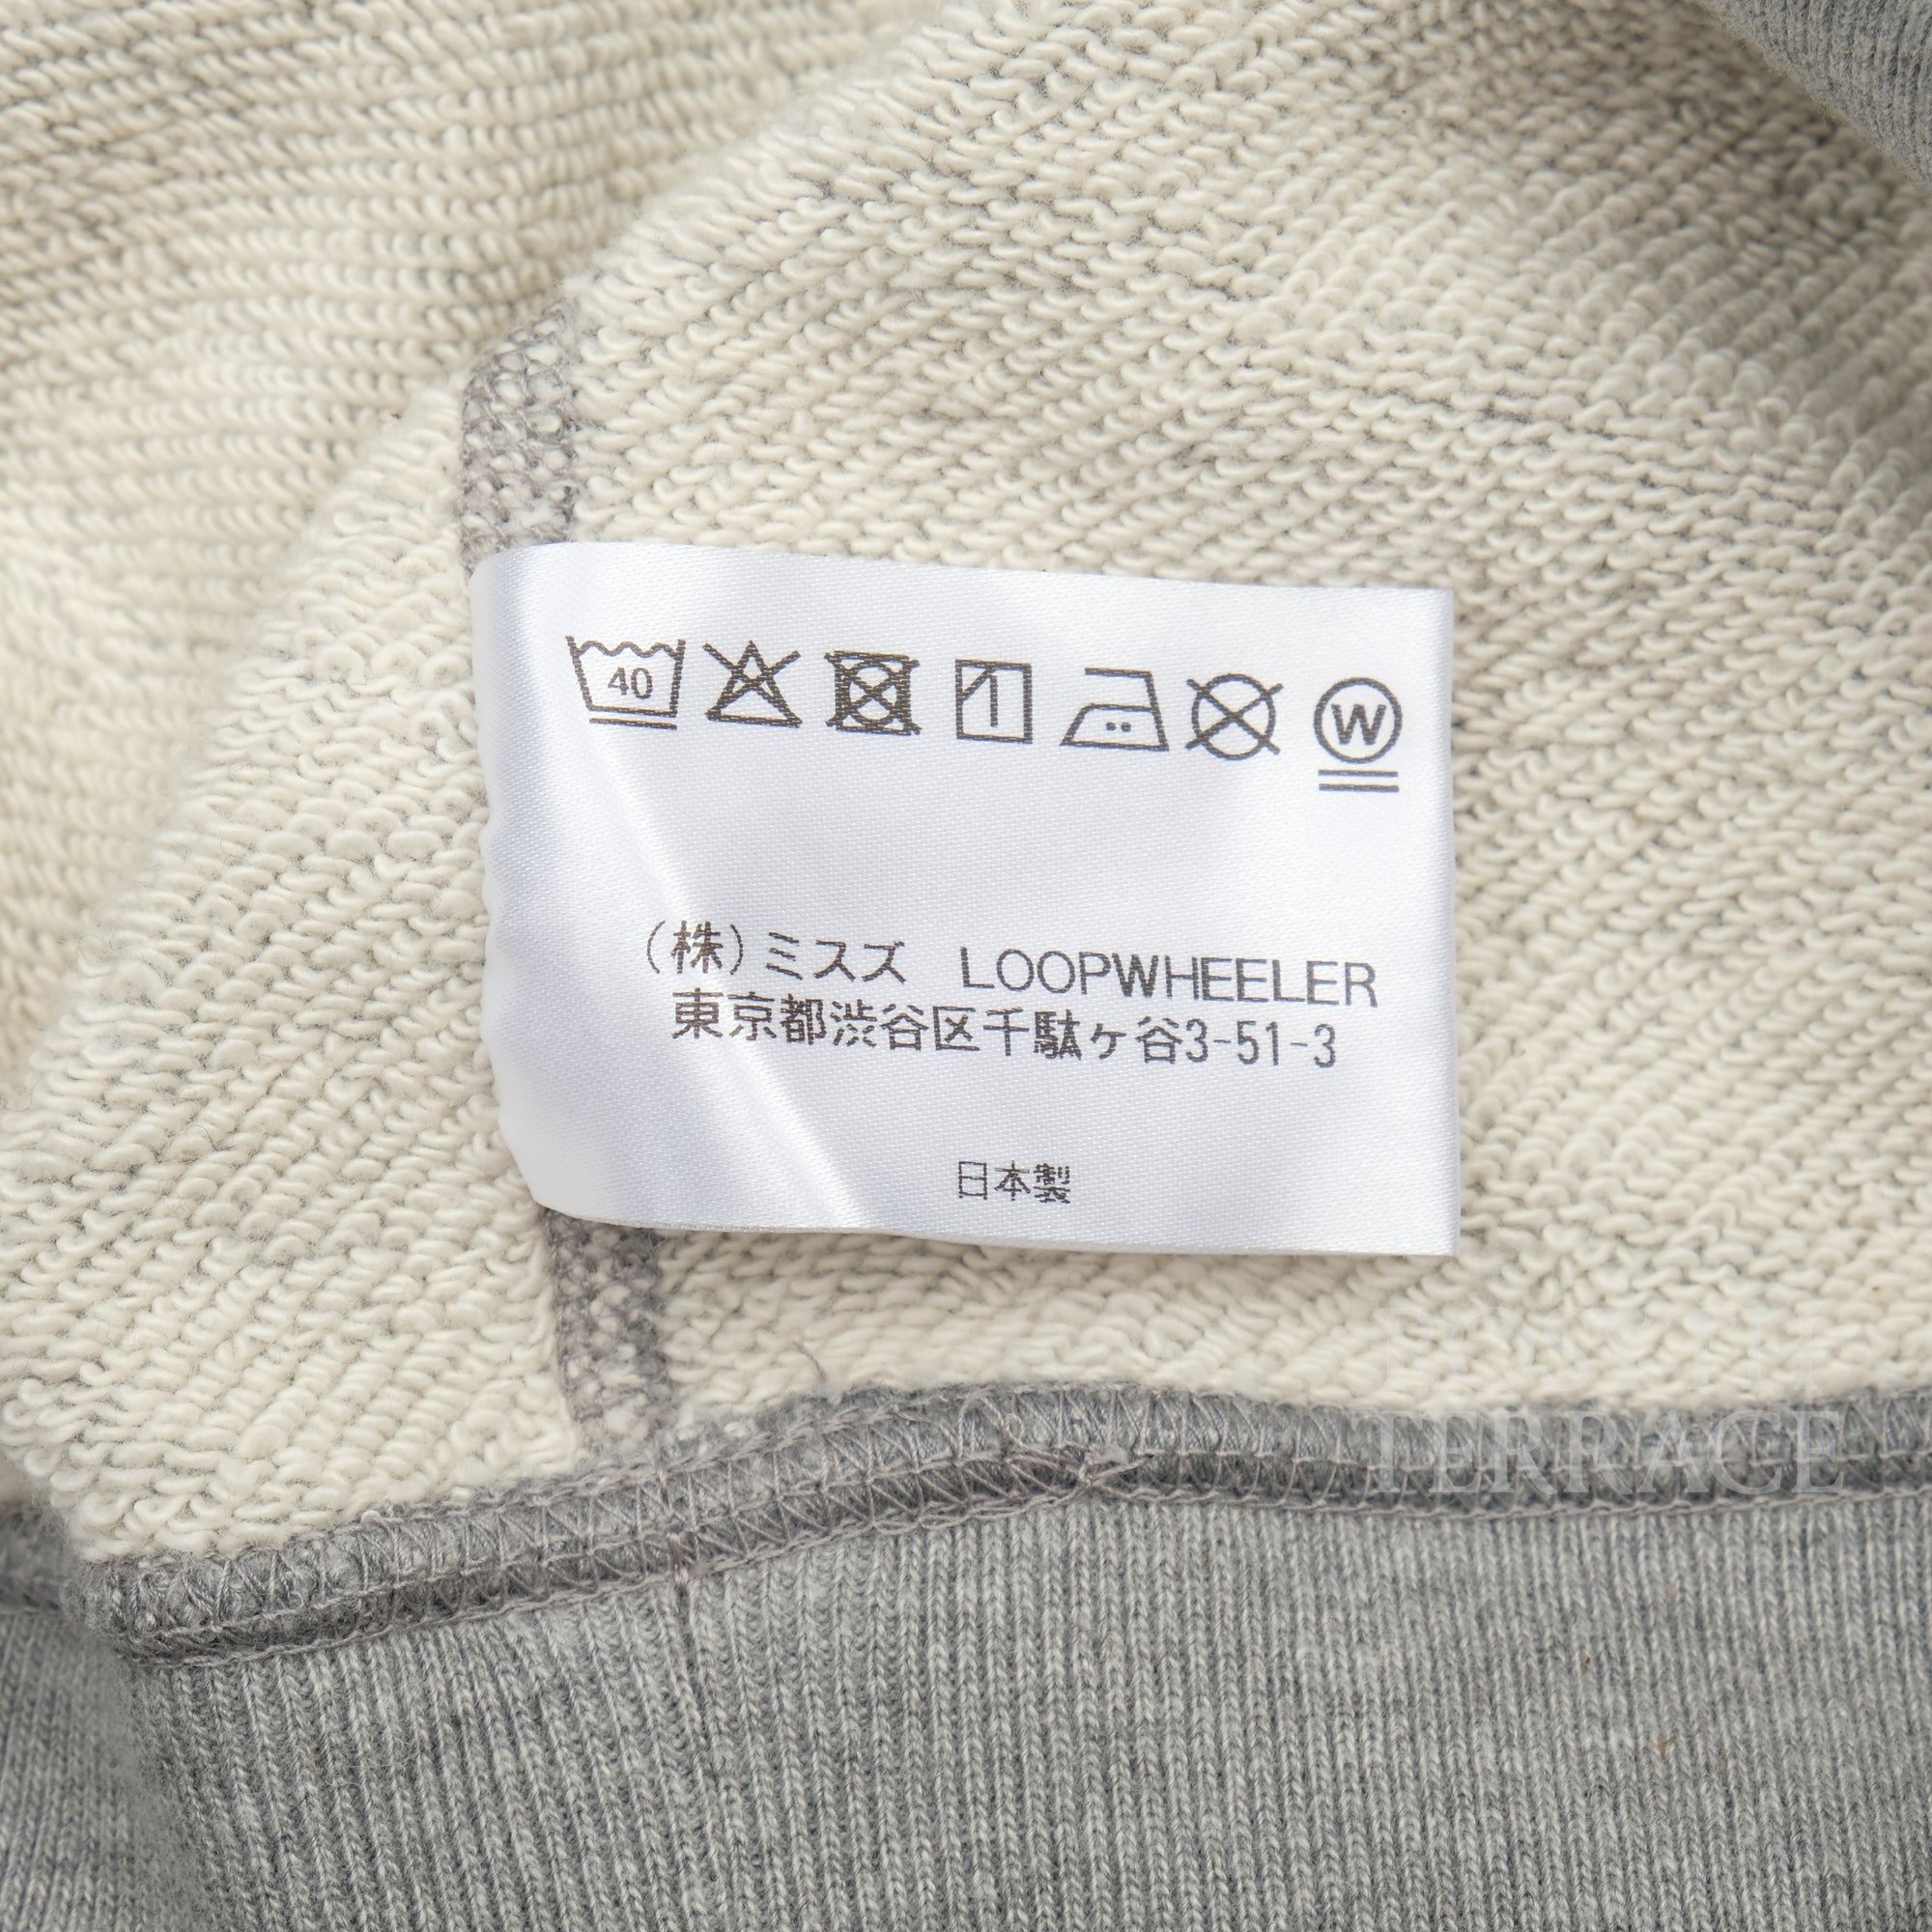 40
W
（株）ミスズ LOOPWHEELER
東京都渋谷区千駄ヶ谷3-51-3
日本製
TERRACE